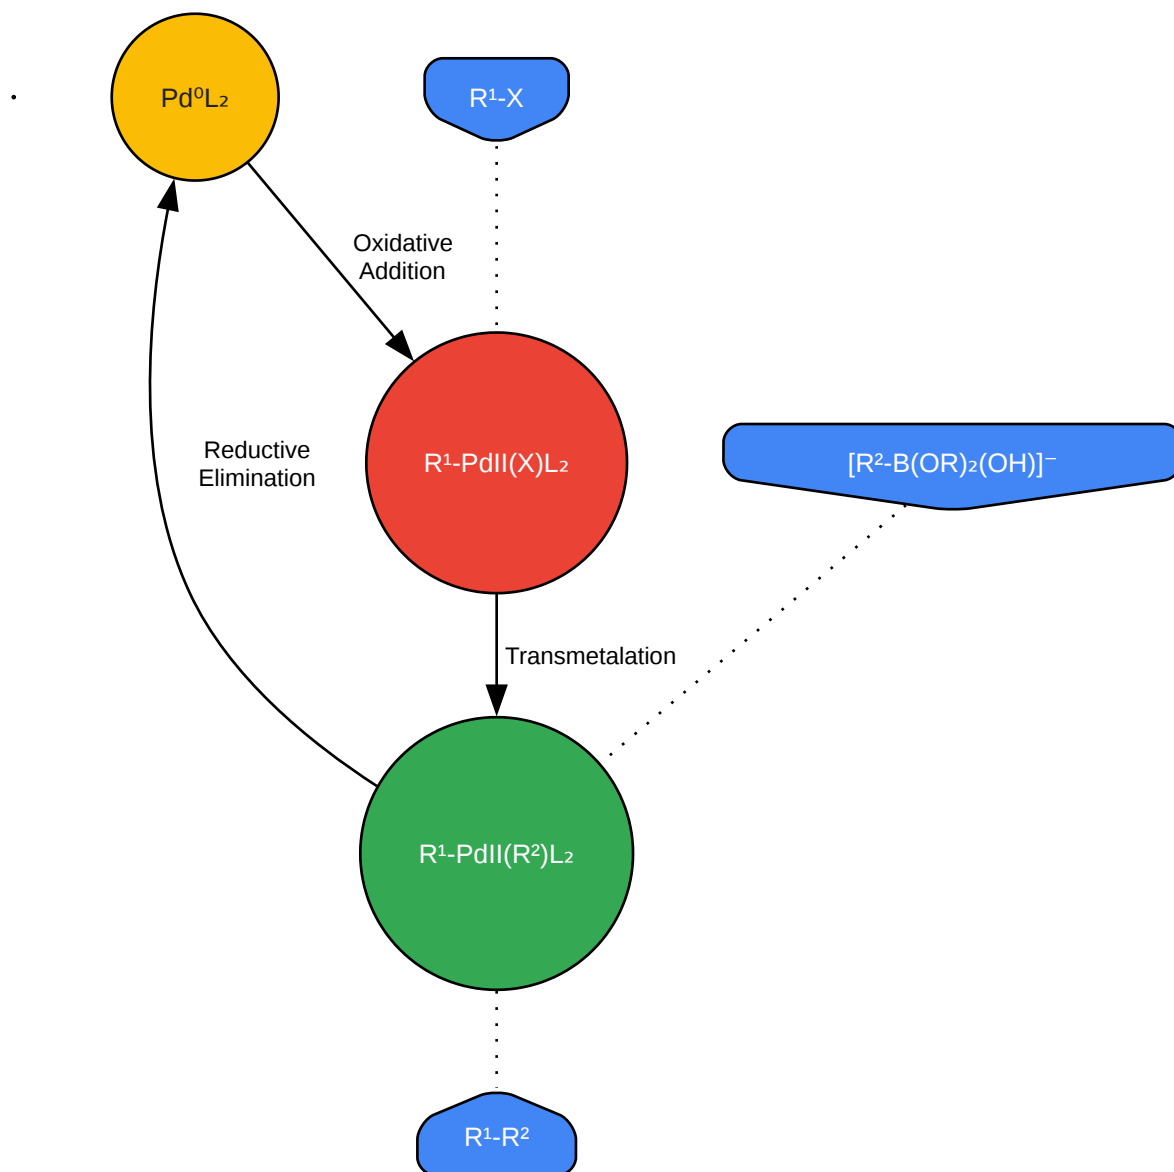 Pd⁰L₂
R¹-X
Oxidative
Addition
Reductive
Elimination
R¹-PdII(X)L₂
[R²-B(OR)₂(OH)]⁻
Transmetalation
R¹-PdII(R²)L₂
R¹-R²